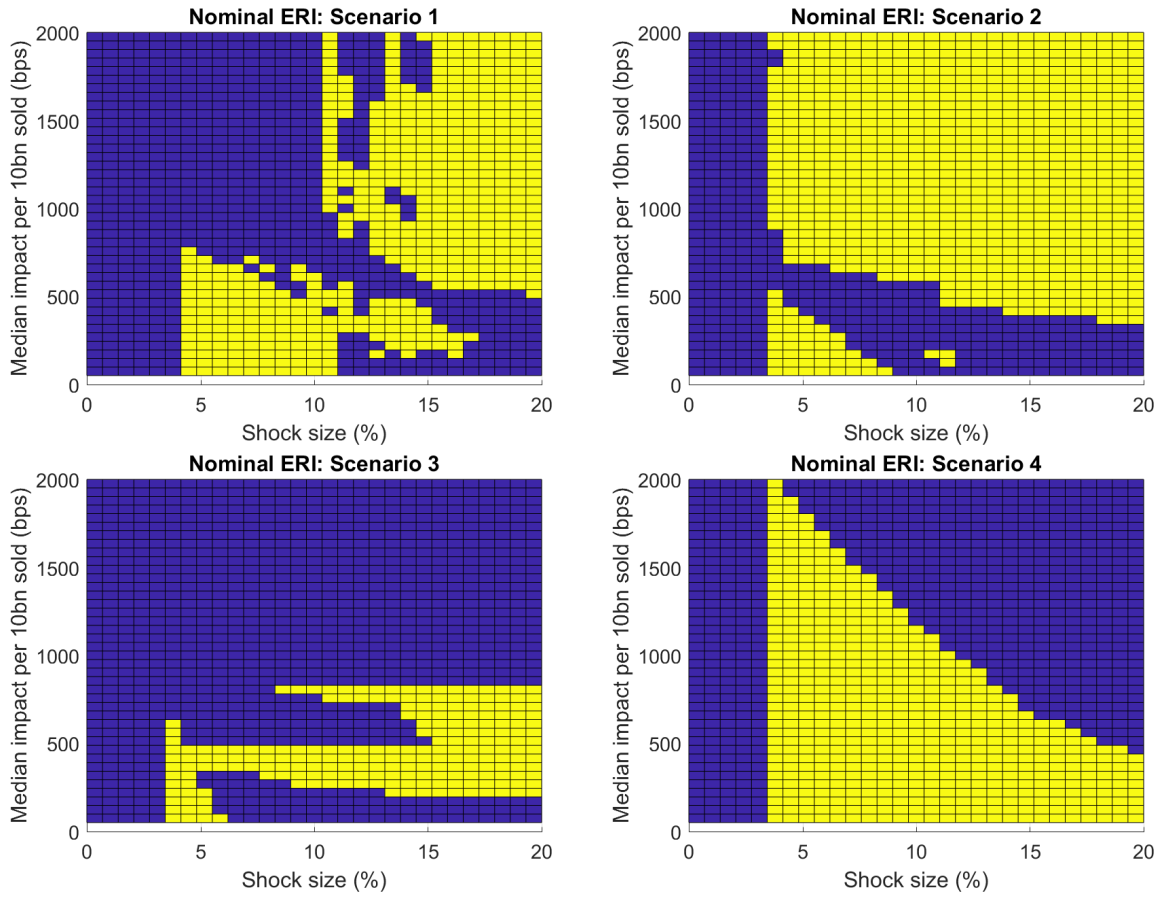 Nominal ERI: Scenario 1
Median impact per 10bn sold (bps)
2000
1500
1000
500
0
0 5 10 15 20
Shock size (%)
Nominal ERI: Scenario 2
Median impact per 10bn sold (bps)
2000
1500
1000
500
0
0 5 10 15 20
Shock size (%)
Nominal ERI: Scenario 3
Median impact per 10bn sold (bps)
2000
1500
1000
500
0
0 5 10 15 20
Shock size (%)
Nominal ERI: Scenario 4
Median impact per 10bn sold (bps)
2000
1500
1000
500
0
0 5 10 15 20
Shock size (%)